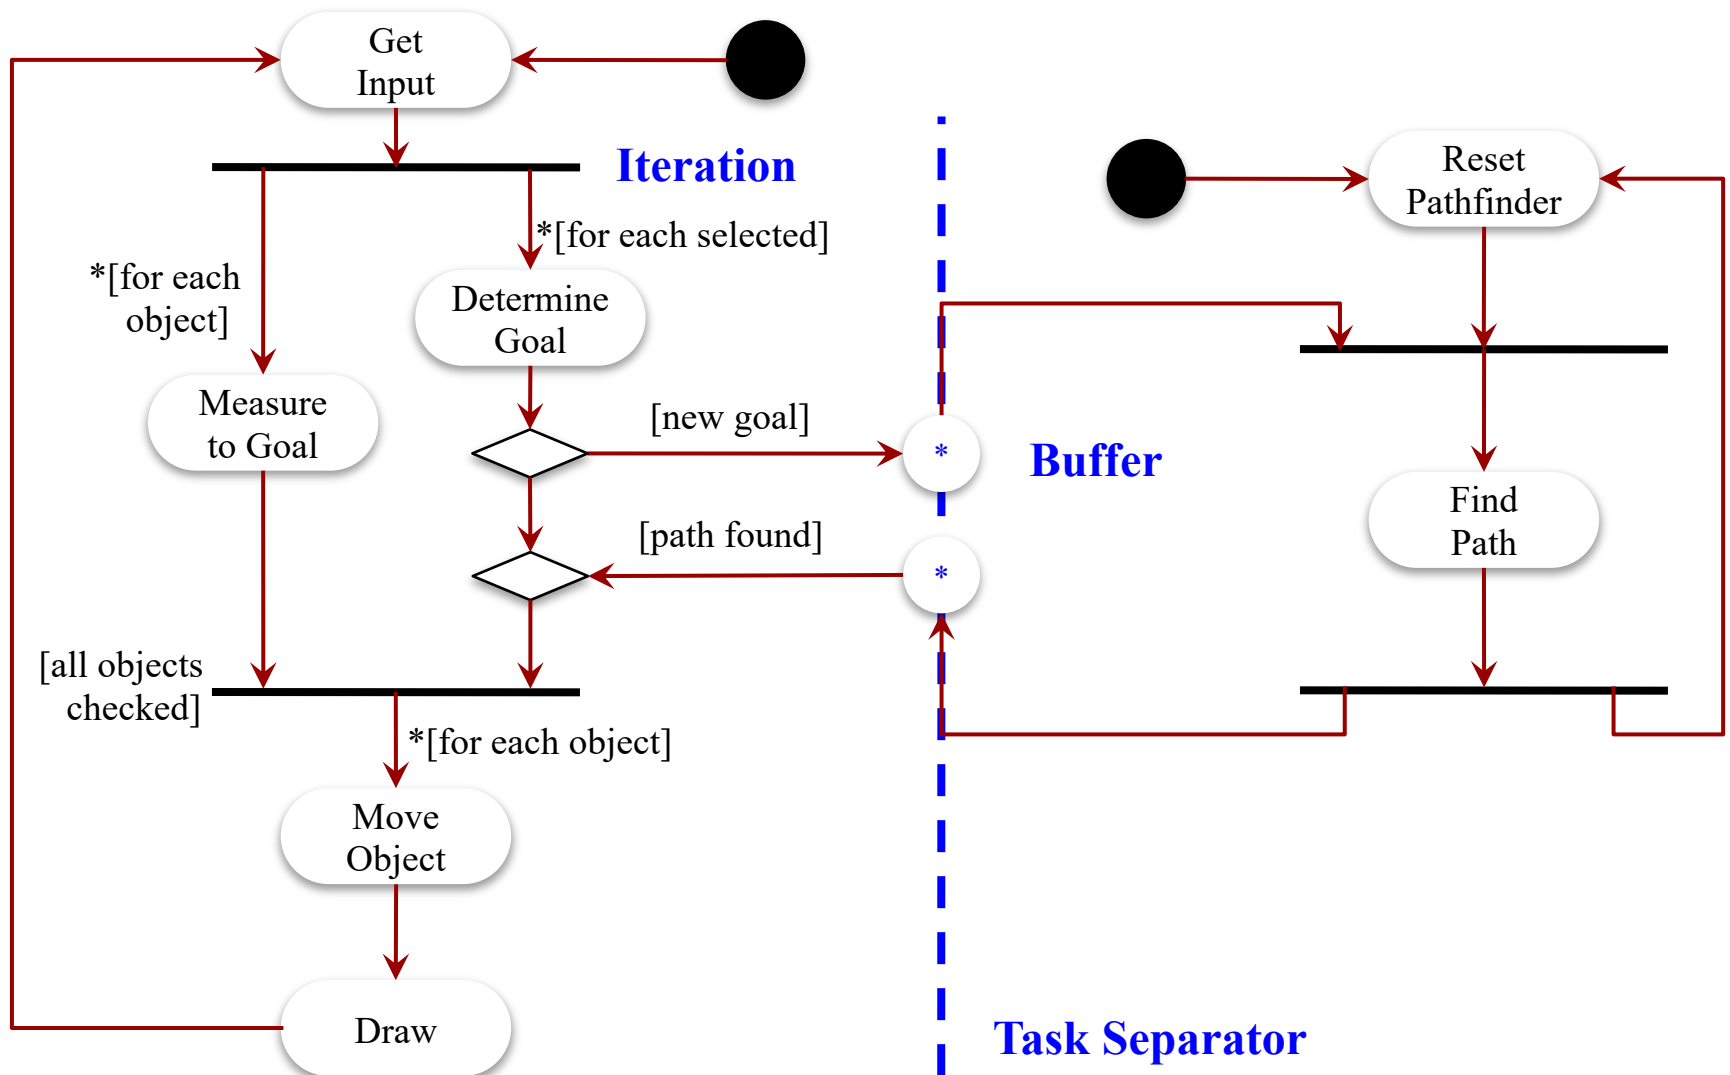 Get
Input
Iteration
Reset
Pathfinder
*[for each selected]
*[for each
object]
Determine
Goal
Measure
to Goal
[new goal]
*
Buffer
[path found]
*
Find
Path
[all objects
checked]
*[for each object]
Move
Object
Draw
Task Separator